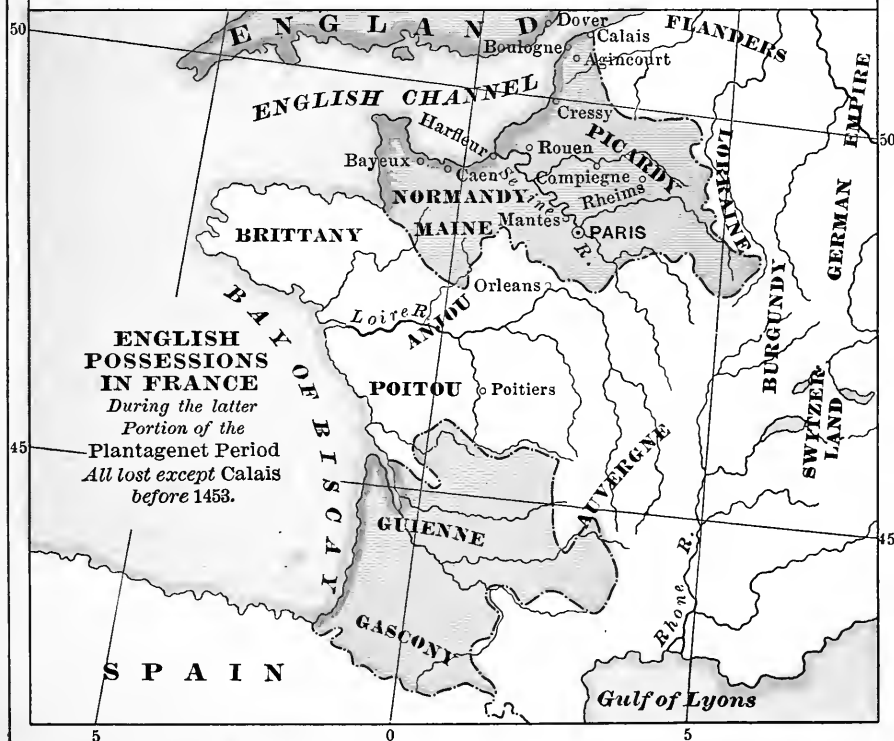 ENGLAND
Dover
Calais
FLANDERS
50
Boulogne
Agincourt
EMPIRE
ENGLISH CHANNEL
Cressy
50
Harfleur
Rouen
PICARDY
LORRAINE
Bayeux
Caen
Seine R.
Compiegne
Rheims
NORMANDY
Mantes
GERMAN
BRITTANY
MAINE
PARIS
Orleans
BURGUNDY
Loire R.
ANJOU
BAY OF BISCAY
ENGLISH
POSSESSIONS
IN FRANCE
During the latter
Portion of the
Plantagenet Period
All lost except Calais
before 1453.
POITOU
Poitiers
SWITZER-
LAND
45
AUVERGNE
GUIENNE
45
Rhone R.
GASCONY
SPAIN
Gulf of Lyons
5
0
5